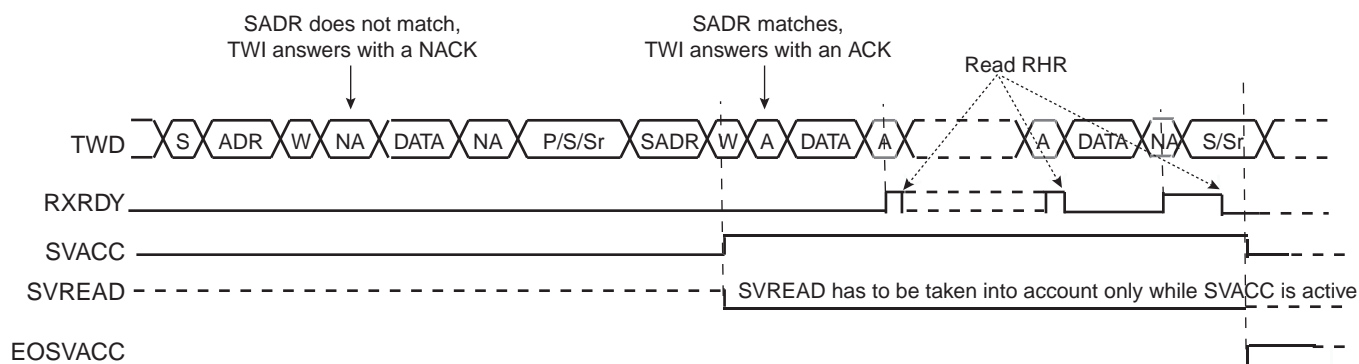 SADR does not match,
TWI answers with a NACK
SADR matches,
TWI answers with an ACK
Read RHR
TWD S ADR W NA DATA NA P/S/Sr SADR W A DATA A A DATA NA S/Sr
RXRDY
SVACC
SVREAD SVREAD has to be taken into account only while SVACC is active
EOSVACC